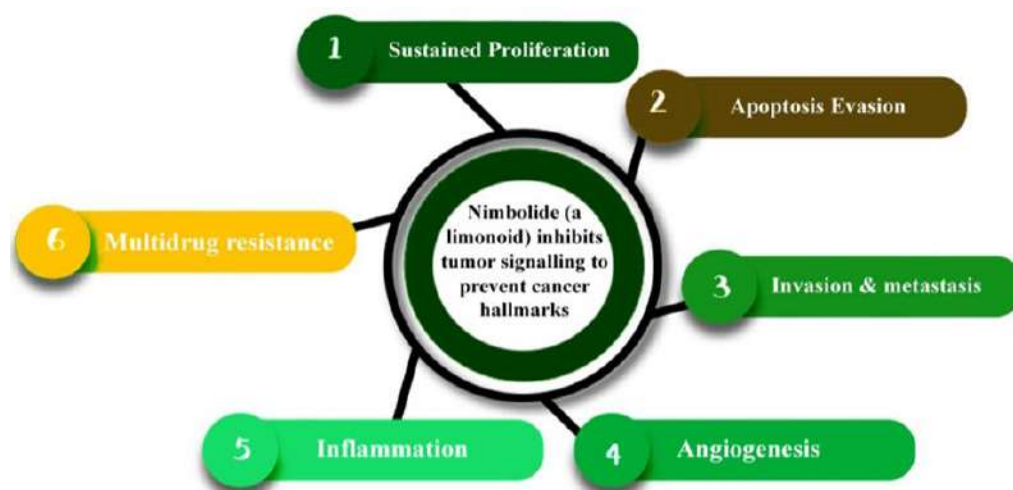 1 Sustained Proliferation
2 Apoptosis Evasion
3 Invasion & metastasis
4 Angiogenesis
5 Inflammation
6 Multidrug resistance
Nimbolide (a
limonoid) inhibits
tumor signalling to
prevent cancer
hallmarks